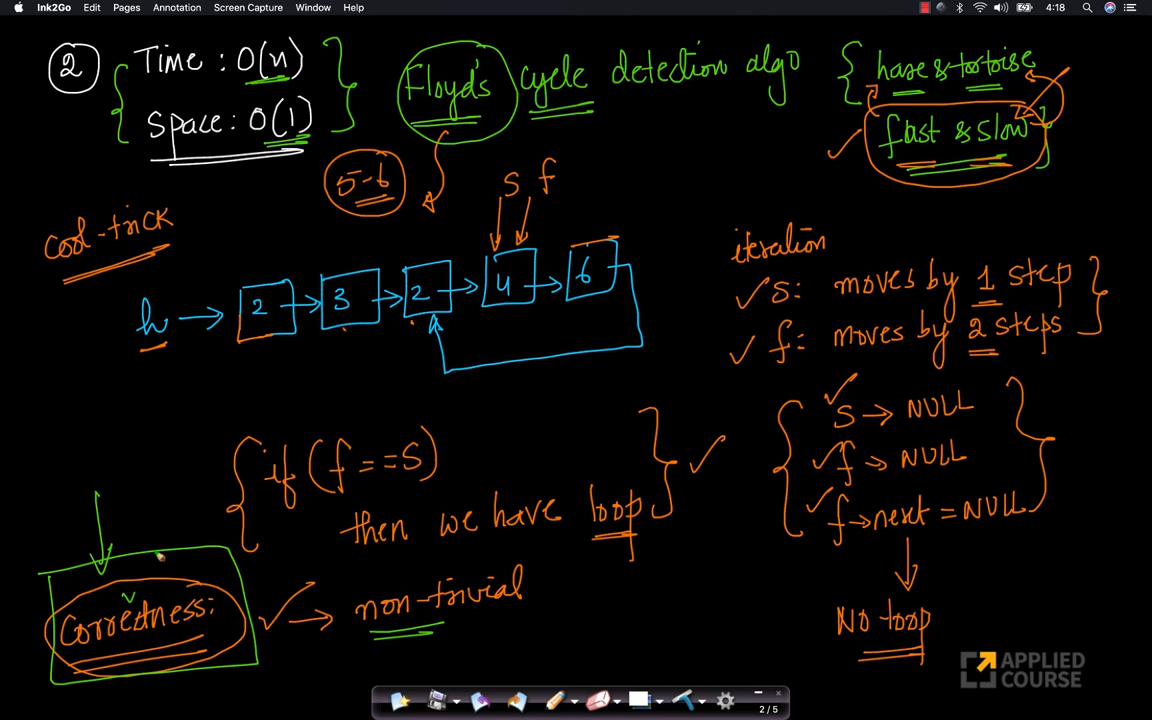 Ink2Go Edit Pages Annotation Screen Capture Window Help 4:18
2 Time : O(n) Floyd's cycle detection algo hare & tortoise
Space : O(1) fast & slow
5-6
s f
cool-trick
iteration
h → 2 → 3 → 2 → 4 → 6
s: moves by 1 step
f: moves by 2 steps
s → NULL
if (f==s) f → NULL
then we have loop f→next = NULL
Correctness: → non-trivial
No loop
APPLIED
COURSE
2 / 5